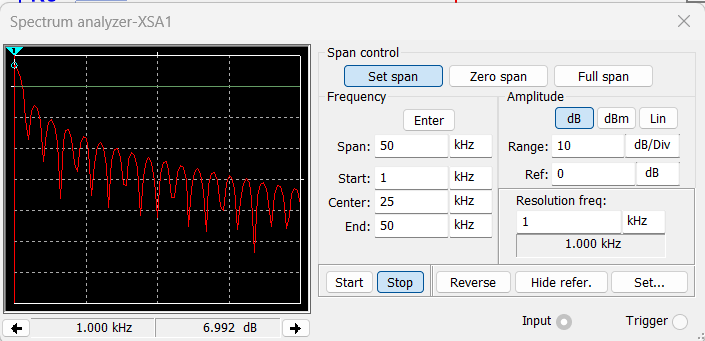 Spectrum analyzer-XSA1
Span control
Set span Zero span Full span
Frequency
Enter
Span: 50 kHz
Start: 1 kHz
Center: 25 kHz
End: 50 kHz
Amplitude
dB dBm Lin
Range: 10 dB/Div
Ref: 0 dB
Resolution freq:
1 kHz
1.000 kHz
Start Stop Reverse Hide refer. Set...
1.000 kHz 6.992 dB
Input Trigger